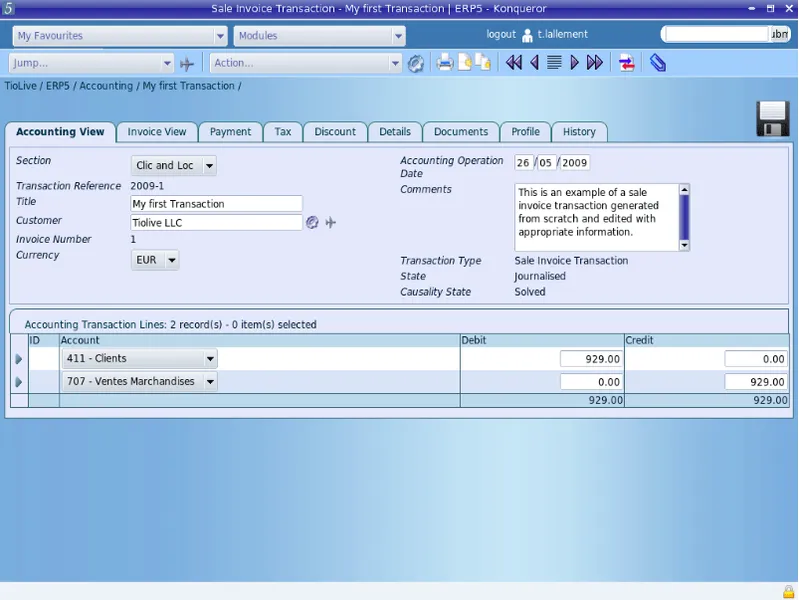 5 Sale Invoice Transaction - My first Transaction | ERP5 - Konqueror
My Favourites Modules logout t.lallement
Jump... Action...
TioLive / ERP5 / Accounting / My first Transaction /
Accounting View Invoice View Payment Tax Discount Details Documents Profile History
Section Clic and Loc
Transaction Reference 2009-1
Title My first Transaction
Customer Tiolive LLC
Invoice Number 1
Currency EUR
Accounting Operation Date 26/05/2009
Comments This is an example of a sale
invoice transaction generated
from scratch and edited with
appropriate information.
Transaction Type Sale Invoice Transaction
State Journalised
Causality State Solved
Accounting Transaction Lines: 2 record(s) - 0 item(s) selected
ID Account Debit Credit
411 - Clients 929.00 0.00
707 - Ventes Marchandises 0.00 929.00
929.00 929.00